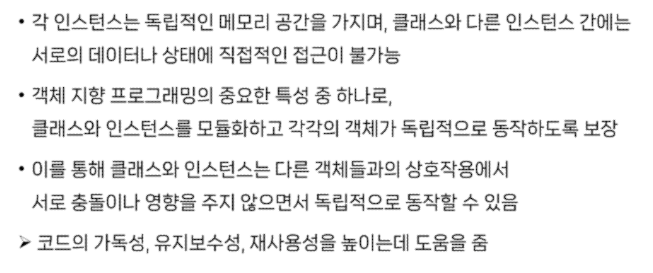 • 각 인스턴스는 독립적인 메모리 공간을 가지며, 클래스와 다른 인스턴스 간에는
서로의 데이터나 상태에 직접적인 접근이 불가능
• 객체 지향 프로그래밍의 중요한 특성 중 하나로,
클래스와 인스턴스를 모듈화하고 각각의 객체가 독립적으로 동작하도록 보장
• 이를 통해 클래스와 인스턴스는 다른 객체들과의 상호작용에서
서로 충돌이나 영향을 주지 않으면서 독립적으로 동작할 수 있음
➢ 코드의 가독성, 유지보수성, 재사용성을 높이는데 도움을 줌